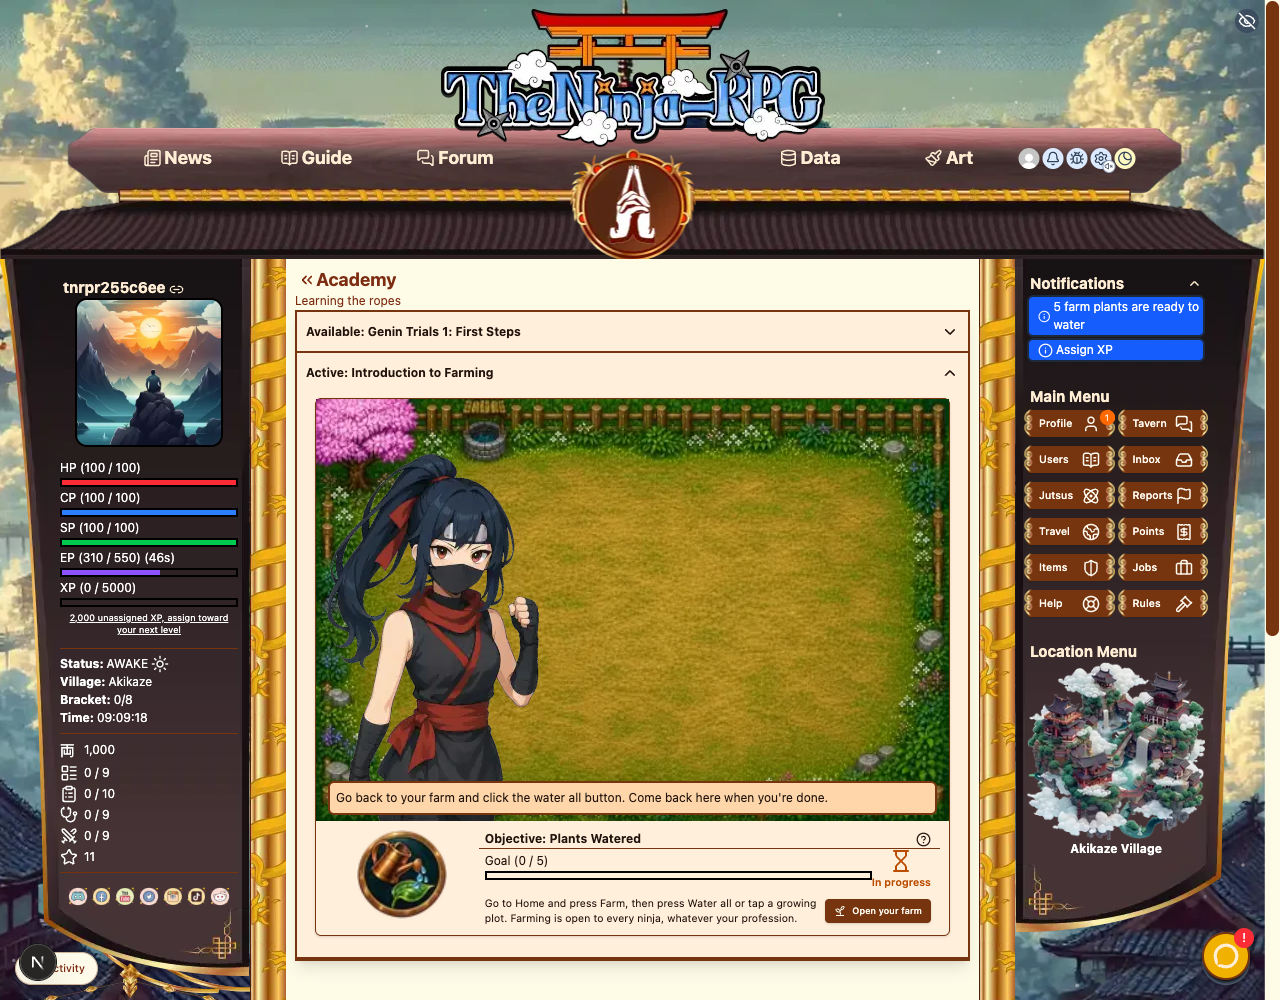 TheNinja-RPG
News
Guide
Forum
Data
Art
tnrpr255c6ee
HP (100 / 100)
CP (100 / 100)
SP (100 / 100)
EP (310 / 550) (46s)
XP (0 / 5000)
2,000 unassigned XP, assign toward
your next level
Status: AWAKE
Village: Akikaze
Bracket: 0/8
Time: 09:09:18
両 1,000
0 / 9
0 / 10
0 / 9
0 / 9
11
N
ctivity
« Academy
Learning the ropes
Available: Genin Trials 1: First Steps
Active: Introduction to Farming
Go back to your farm and click the water all button. Come back here when you're done.
Objective: Plants Watered
Goal (0 / 5)
In progress
Go to Home and press Farm, then press Water all or tap a growing
plot. Farming is open to every ninja, whatever your profession.
Open your farm
Notifications
5 farm plants are ready to
water
Assign XP
Main Menu
Profile
1
Tavern
Users
Inbox
Jutsus
Reports
Travel
Points
Items
Jobs
Help
Rules
Location Menu
Akikaze Village
!